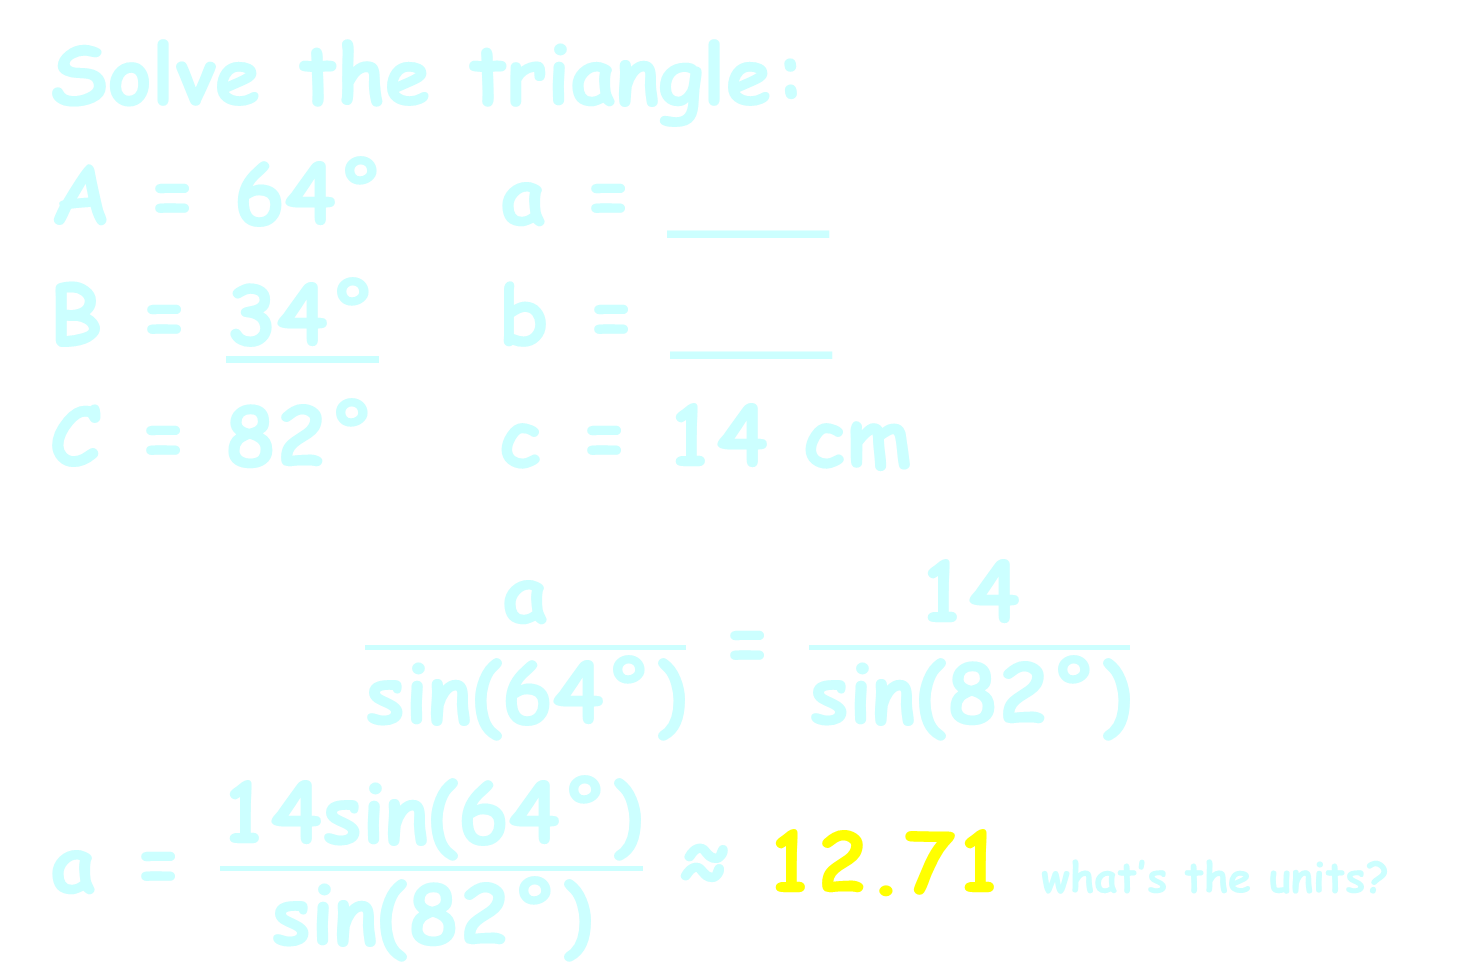 Solve the triangle:
A = 64° a = ____
B = 34° b = ____
C = 82° c = 14 cm
a/sin(64°) = 14/sin(82°)
a = 14sin(64°)/sin(82°) ≈ 12.71 what's the units?